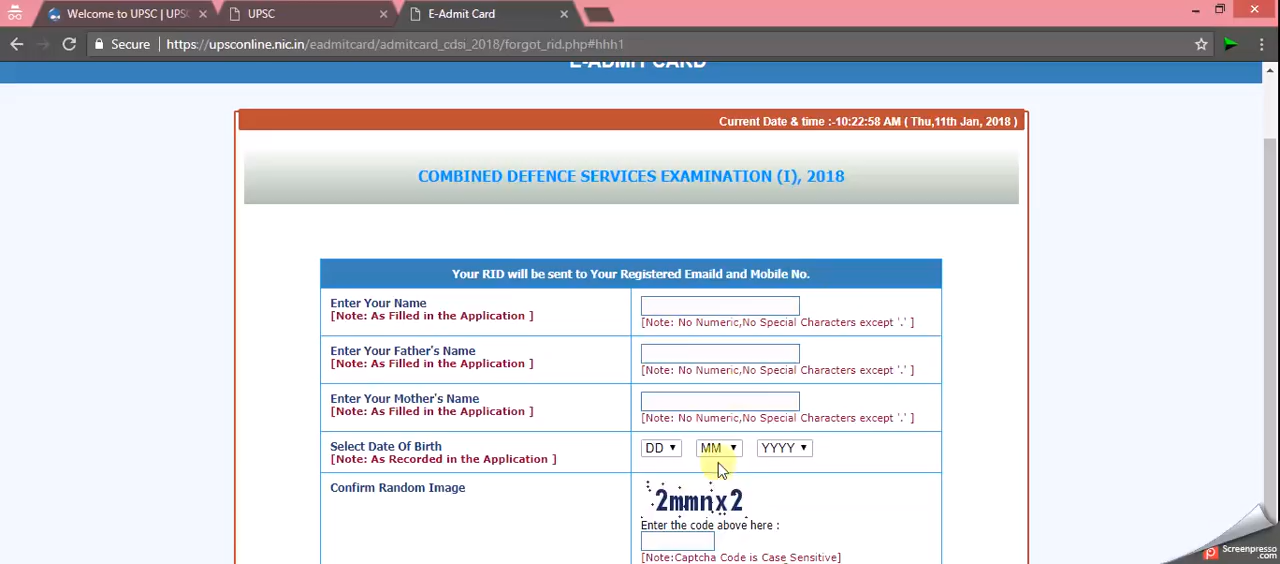 Welcome to UPSC | UPSC
UPSC
E-Admit Card
Secure
https://upsconline.nic.in/eadmitcard/admitcard_cdsi_2018/forgot_rid.php#hhh1
E-ADMIT CARD
Current Date & time :-10:22:58 AM ( Thu,11th Jan, 2018 )
COMBINED DEFENCE SERVICES EXAMINATION (I), 2018
Your RID will be sent to Your Registered Emaild and Mobile No.
Enter Your Name
[Note: As Filled in the Application ]
[Note: No Numeric,No Special Characters except '.' ]
Enter Your Father's Name
[Note: As Filled in the Application ]
[Note: No Numeric,No Special Characters except '.' ]
Enter Your Mother's Name
[Note: As Filled in the Application ]
[Note: No Numeric,No Special Characters except '.' ]
Select Date Of Birth
[Note: As Recorded in the Application ]
DD MM YYYY
Confirm Random Image
2mmnx2
Enter the code above here :
[Note:Captcha Code is Case Sensitive]
Screenpresso
.com